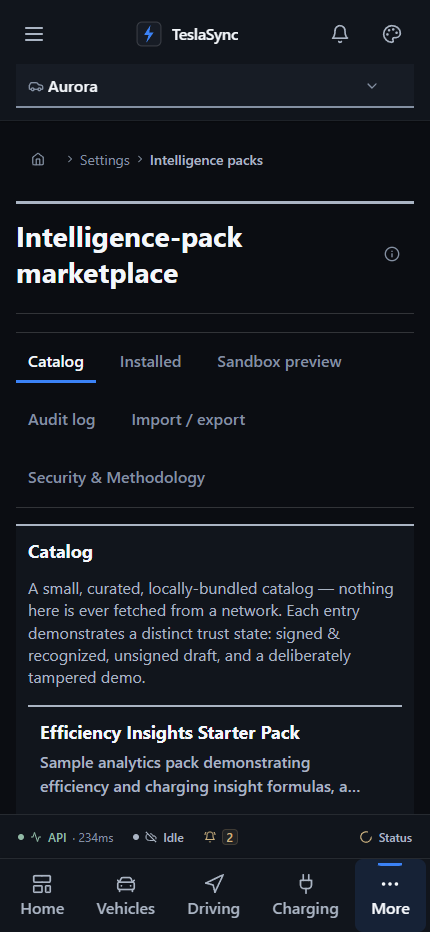 TeslaSync
Aurora
Settings
Intelligence packs
Intelligence-pack
marketplace
Catalog
Installed
Sandbox preview
Audit log
Import / export
Security & Methodology
Catalog
A small, curated, locally-bundled catalog — nothing
here is ever fetched from a network. Each entry
demonstrates a distinct trust state: signed &
recognized, unsigned draft, and a deliberately
tampered demo.
Efficiency Insights Starter Pack
Sample analytics pack demonstrating
efficiency and charging insight formulas, a…
API · 234ms
Idle
2
Status
Home
Vehicles
Driving
Charging
More